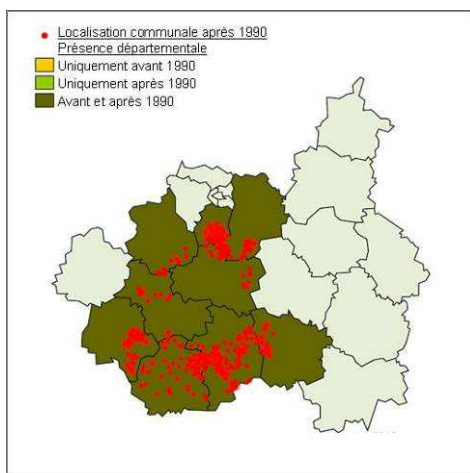 Localisation communale après 1990
Présence départementale
Uniquement avant 1990
Uniquement après 1990
Avant et après 1990